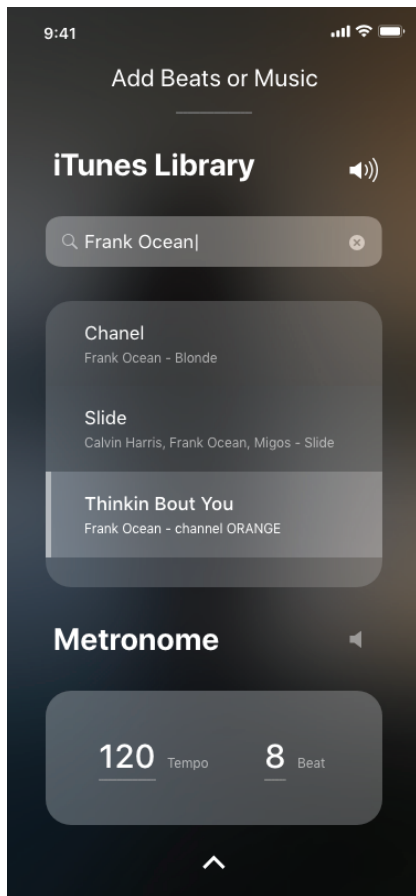 9:41
Add Beats or Music
iTunes Library
Frank Ocean
Chanel
Frank Ocean - Blonde
Slide
Calvin Harris, Frank Ocean, Migos - Slide
Thinkin Bout You
Frank Ocean - channel ORANGE
Metronome
120 Tempo 8 Beat